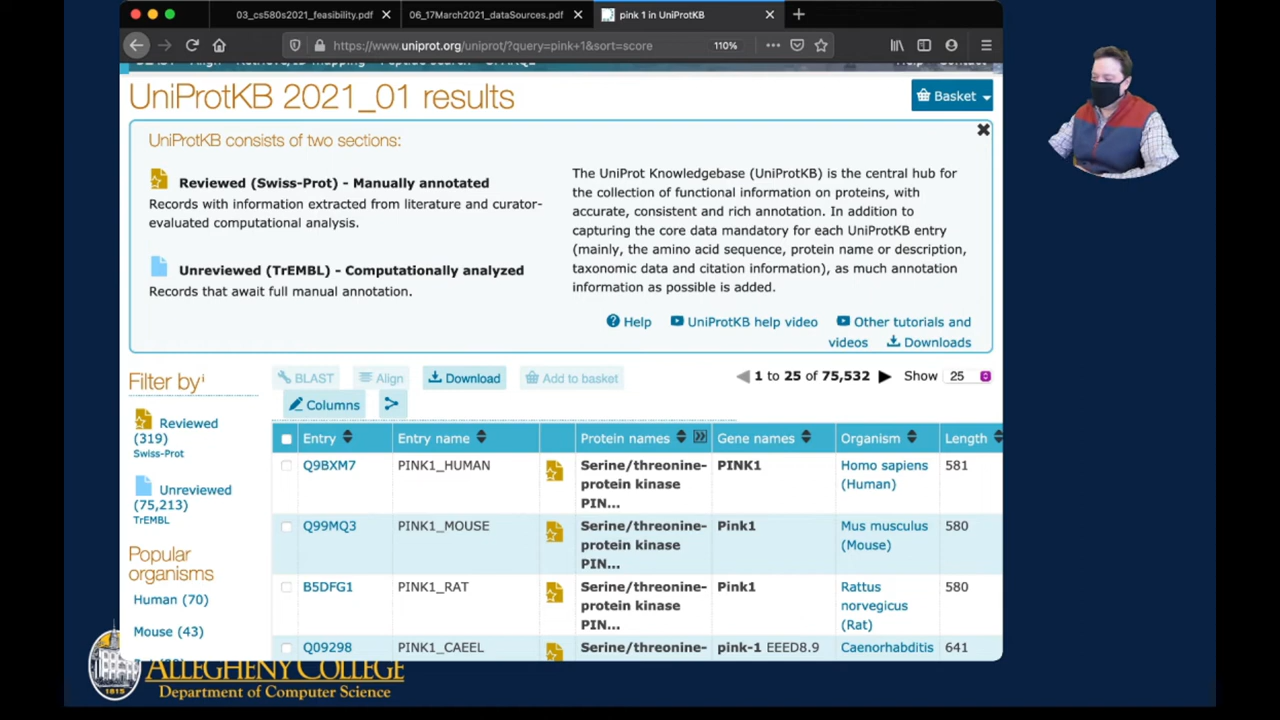 03_cs580s2021_feasibility.pdf
06_17March2021_dataSources.pdf
pink 1 in UniProtKB
https://www.uniprot.org/uniprot/?query=pink+1&sort=score
110%
UniProtKB 2021_01 results
Basket
UniProtKB consists of two sections:
Reviewed (Swiss-Prot) - Manually annotated
Records with information extracted from literature and curator-
evaluated computational analysis.
Unreviewed (TrEMBL) - Computationally analyzed
Records that await full manual annotation.
The UniProt Knowledgebase (UniProtKB) is the central hub for
the collection of functional information on proteins, with
accurate, consistent and rich annotation. In addition to
capturing the core data mandatory for each UniProtKB entry
(mainly, the amino acid sequence, protein name or description,
taxonomic data and citation information), as much annotation
information as possible is added.
Help
UniProtKB help video
Other tutorials and
videos
Downloads
Filter by
Reviewed
(319)
Swiss-Prot
Unreviewed
(75,213)
TrEMBL
Popular
organisms
Human (70)
Mouse (43)
BLAST
Align
Download
Add to basket
1 to 25 of 75,532
Show
25
Columns
Entry
Entry name
Protein names
Gene names
Organism
Length
Q9BXM7
PINK1_HUMAN
Serine/threonine-
protein kinase
PIN...
PINK1
Homo sapiens
(Human)
581
Q99MQ3
PINK1_MOUSE
Serine/threonine-
protein kinase
PIN...
Pink1
Mus musculus
(Mouse)
580
B5DFG1
PINK1_RAT
Serine/threonine-
protein kinase
PIN...
Pink1
Rattus
norvegicus
(Rat)
580
Q09298
PINK1_CAEEL
Serine/threonine-
pink-1 EEED8.9
Caenorhabditis
641
ALLEGHENY COLLEGE
Department of Computer Science
1815